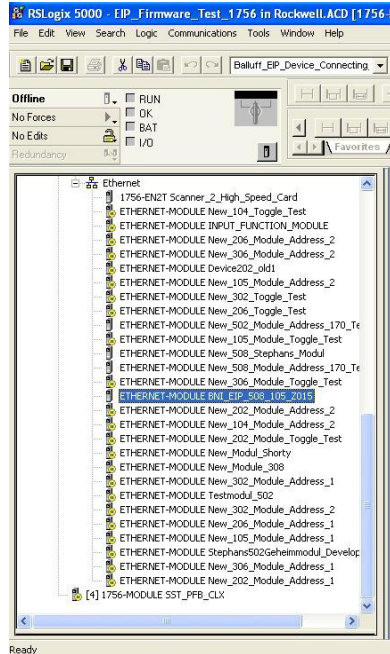 RSLogix 5000 - EIP_Firmware_Test_1756 in Rockwell.ACD [1756-
File Edit View Search Logic Communications Tools Window Help
Balluff_EIP_Device_Connecting_
Offline
RUN
No Forces
OK
BAT
No Edits
I/O
Redundancy
Favorites
Ethernet
1756-EN2T Scanner_2_High_Speed_Card
ETHERNET-MODULE New_104_Toggle_Test
ETHERNET-MODULE INPUT_FUNCTION_MODULE
ETHERNET-MODULE New_206_Module_Address_2
ETHERNET-MODULE New_306_Module_Address_2
ETHERNET-MODULE Device202_old1
ETHERNET-MODULE New_105_Module_Address_2
ETHERNET-MODULE New_302_Toggle_Test
ETHERNET-MODULE New_206_Toggle_Test
ETHERNET-MODULE New_502_Module_Address_170_Te
ETHERNET-MODULE New_105_Module_Toggle_Test
ETHERNET-MODULE New_508_Stephans_Modul
ETHERNET-MODULE New_508_Module_Address_170_Te
ETHERNET-MODULE New_306_Module_Toggle_Test
ETHERNET-MODULE BNI_EIP_508_105_Z015
ETHERNET-MODULE New_202_Module_Address_2
ETHERNET-MODULE New_104_Module_Address_2
ETHERNET-MODULE New_202_Module_Toggle_Test
ETHERNET-MODULE New_Modul_Shorty
ETHERNET-MODULE New_Module_308
ETHERNET-MODULE New_302_Module_Address_1
ETHERNET-MODULE Testmodul_502
ETHERNET-MODULE New_302_Module_Address_2
ETHERNET-MODULE New_206_Module_Address_1
ETHERNET-MODULE New_105_Module_Address_1
ETHERNET-MODULE Stephans502Geheimmodul_Develop
ETHERNET-MODULE New_306_Module_Address_1
ETHERNET-MODULE New_202_Module_Address_1
[4] 1756-MODULE SST_PFB_CLX
Ready